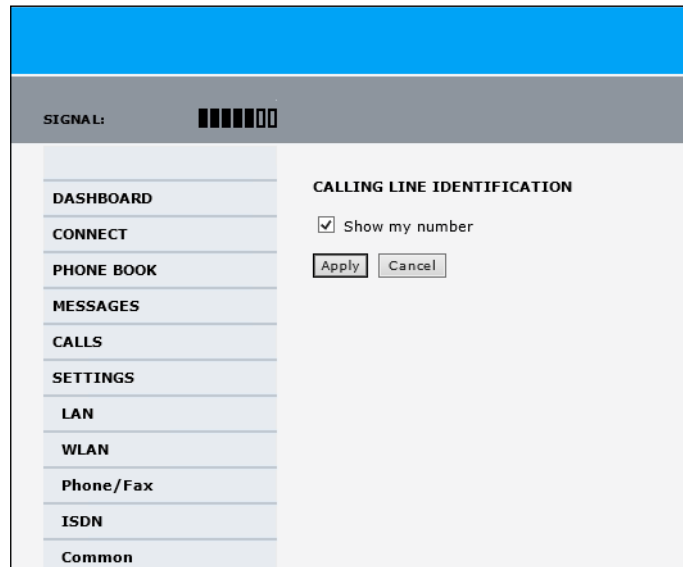 SIGNAL:
DASHBOARD
CONNECT
PHONE BOOK
MESSAGES
CALLS
SETTINGS
LAN
WLAN
Phone/Fax
ISDN
Common
CALLING LINE IDENTIFICATION
Show my number
Apply Cancel